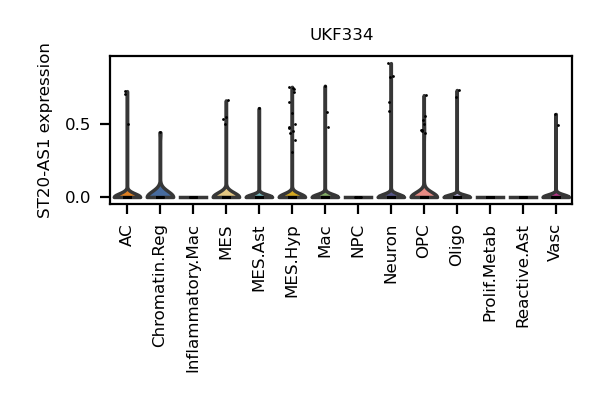 UKF334
ST20-AS1 expression
0.5
0.0
AC
Chromatin.Reg
Inflammatory.Mac
MES
MES.Ast
MES.Hyp
Mac
NPC
Neuron
OPC
Oligo
Prolif.Metab
Reactive.Ast
Vasc